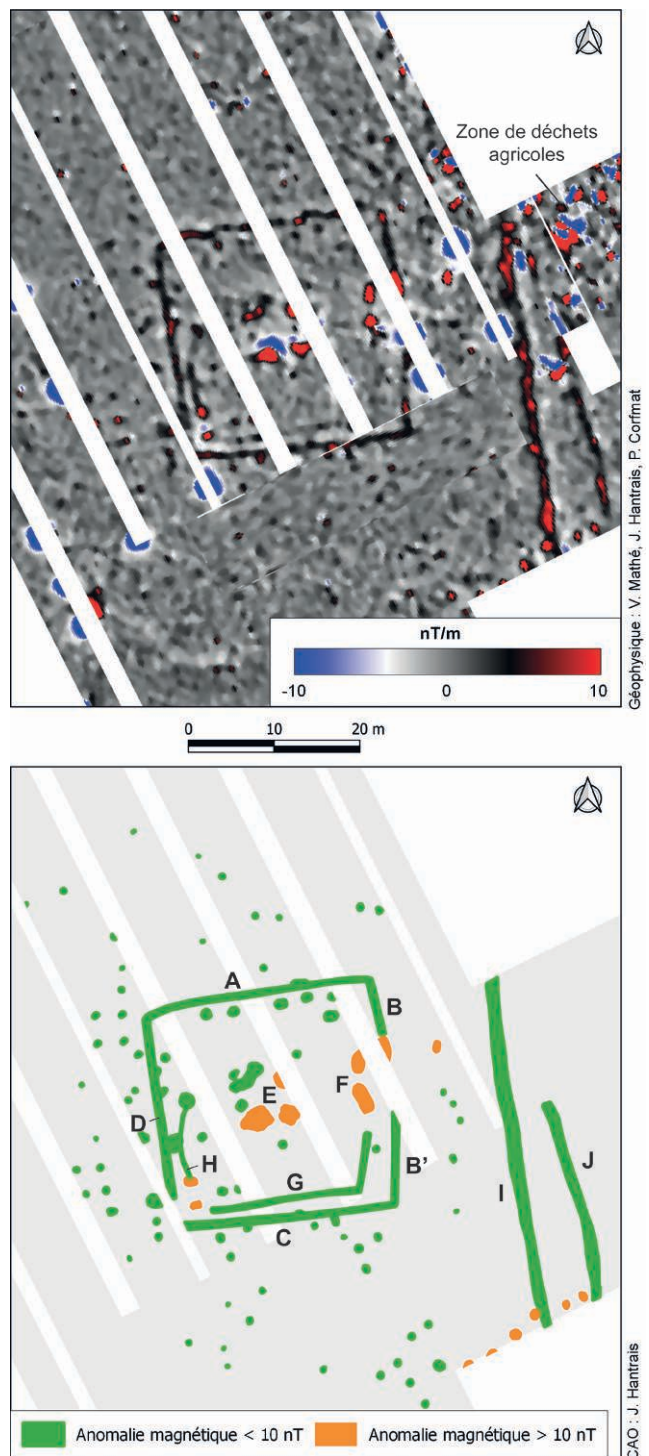 Zone de déchets
agricoles
nT/m
-10
0
10
Géophysique : V. Mathé, J. Hantrais, P. Corfmat
0 10 20 m
A
B
E
F
D
H
G
B'
C
I
J
Anomalie magnétique < 10 nT
Anomalie magnétique > 10 nT
CAO : J. Hantrais